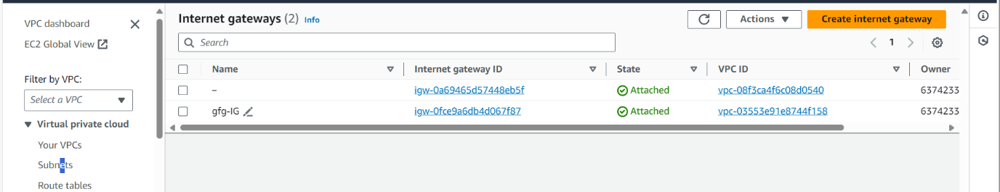 VPC dashboard
EC2 Global View
Filter by VPC:
Select a VPC
Virtual private cloud
Your VPCs
Subnets
Route tables
Internet gateways (2) Info
Actions
Create internet gateway
Search
1
Name Internet gateway ID State VPC ID Owner
– igw-0a69465d57448eb5f Attached vpc-08f3ca4f6c08d0540 6374233
gfg-IG igw-0fce9a6db4d067f87 Attached vpc-03553e91e8744f158 6374233